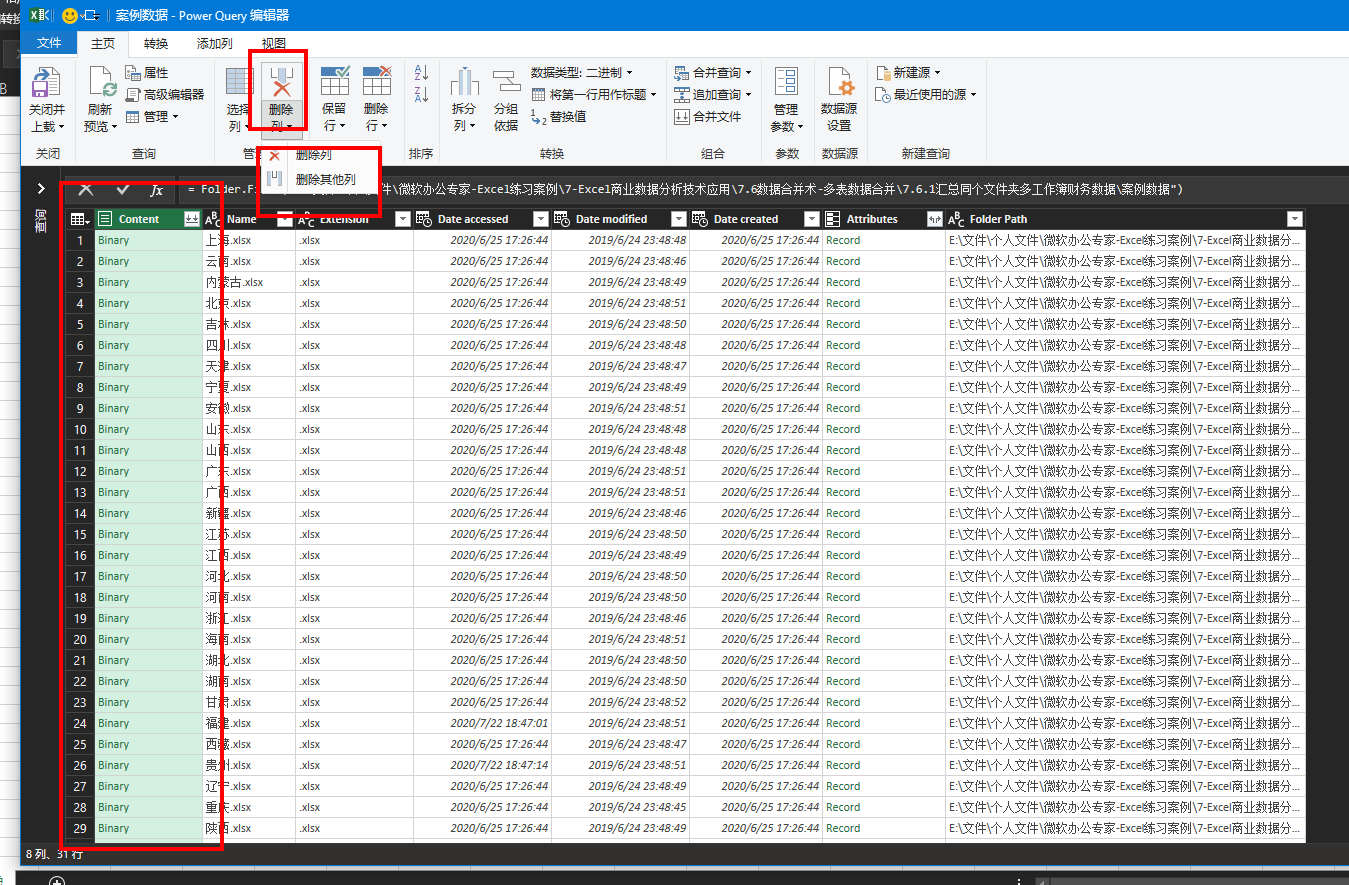 案例数据 - Power Query 编辑器
文件 主页 转换 添加列 视图
关闭并上载 关闭
刷新预览 属性 高级编辑器 管理 查询
选择列 删除列
保留行 删除行
排序
拆分列 分组依据 数据类型: 二进制 将第一行用作标题 替换值 转换
合并查询 追加查询 合并文件 组合
管理参数 参数
数据源设置 数据源
新建源 最近使用的源 新建查询
删除列
删除其他列
查询
fx = Folder.F 件\微软办公专家-Excel练习案例\7-Excel商业数据分析技术应用\7.6数据合并术-多表数据合并\7.6.1汇总同个文件夹多工作簿财务数据\案例数据")
Content Name Extension Date accessed Date modified Date created Attributes Folder Path
1 Binary 上海.xlsx .xlsx 2020/6/25 17:26:44 2019/6/24 23:48:48 2020/6/25 17:26:44 Record E:\文件\个人文件\微软办公专家-Excel练习案例\7-Excel商业数据分...
2 Binary 云南.xlsx .xlsx 2020/6/25 17:26:44 2019/6/24 23:48:46 2020/6/25 17:26:44 Record E:\文件\个人文件\微软办公专家-Excel练习案例\7-Excel商业数据分...
3 Binary 内蒙古.xlsx .xlsx 2020/6/25 17:26:44 2019/6/24 23:48:49 2020/6/25 17:26:44 Record E:\文件\个人文件\微软办公专家-Excel练习案例\7-Excel商业数据分...
4 Binary 北京.xlsx .xlsx 2020/6/25 17:26:44 2019/6/24 23:48:51 2020/6/25 17:26:44 Record E:\文件\个人文件\微软办公专家-Excel练习案例\7-Excel商业数据分...
5 Binary 吉林.xlsx .xlsx 2020/6/25 17:26:44 2019/6/24 23:48:50 2020/6/25 17:26:44 Record E:\文件\个人文件\微软办公专家-Excel练习案例\7-Excel商业数据分...
6 Binary 四川.xlsx .xlsx 2020/6/25 17:26:44 2019/6/24 23:48:48 2020/6/25 17:26:44 Record E:\文件\个人文件\微软办公专家-Excel练习案例\7-Excel商业数据分...
7 Binary 天津.xlsx .xlsx 2020/6/25 17:26:44 2019/6/24 23:48:47 2020/6/25 17:26:44 Record E:\文件\个人文件\微软办公专家-Excel练习案例\7-Excel商业数据分...
8 Binary 宁夏.xlsx .xlsx 2020/6/25 17:26:44 2019/6/24 23:48:49 2020/6/25 17:26:44 Record E:\文件\个人文件\微软办公专家-Excel练习案例\7-Excel商业数据分...
9 Binary 安徽.xlsx .xlsx 2020/6/25 17:26:44 2019/6/24 23:48:51 2020/6/25 17:26:44 Record E:\文件\个人文件\微软办公专家-Excel练习案例\7-Excel商业数据分...
10 Binary 山东.xlsx .xlsx 2020/6/25 17:26:44 2019/6/24 23:48:48 2020/6/25 17:26:44 Record E:\文件\个人文件\微软办公专家-Excel练习案例\7-Excel商业数据分...
11 Binary 山西.xlsx .xlsx 2020/6/25 17:26:44 2019/6/24 23:48:48 2020/6/25 17:26:44 Record E:\文件\个人文件\微软办公专家-Excel练习案例\7-Excel商业数据分...
12 Binary 广东.xlsx .xlsx 2020/6/25 17:26:44 2019/6/24 23:48:51 2020/6/25 17:26:44 Record E:\文件\个人文件\微软办公专家-Excel练习案例\7-Excel商业数据分...
13 Binary 广西.xlsx .xlsx 2020/6/25 17:26:44 2019/6/24 23:48:51 2020/6/25 17:26:44 Record E:\文件\个人文件\微软办公专家-Excel练习案例\7-Excel商业数据分...
14 Binary 新疆.xlsx .xlsx 2020/6/25 17:26:44 2019/6/24 23:48:46 2020/6/25 17:26:44 Record E:\文件\个人文件\微软办公专家-Excel练习案例\7-Excel商业数据分...
15 Binary 江苏.xlsx .xlsx 2020/6/25 17:26:44 2019/6/24 23:48:50 2020/6/25 17:26:44 Record E:\文件\个人文件\微软办公专家-Excel练习案例\7-Excel商业数据分...
16 Binary 江西.xlsx .xlsx 2020/6/25 17:26:44 2019/6/24 23:48:49 2020/6/25 17:26:44 Record E:\文件\个人文件\微软办公专家-Excel练习案例\7-Excel商业数据分...
17 Binary 河北.xlsx .xlsx 2020/6/25 17:26:44 2019/6/24 23:48:50 2020/6/25 17:26:44 Record E:\文件\个人文件\微软办公专家-Excel练习案例\7-Excel商业数据分...
18 Binary 河南.xlsx .xlsx 2020/6/25 17:26:44 2019/6/24 23:48:50 2020/6/25 17:26:44 Record E:\文件\个人文件\微软办公专家-Excel练习案例\7-Excel商业数据分...
19 Binary 浙江.xlsx .xlsx 2020/6/25 17:26:44 2019/6/24 23:48:46 2020/6/25 17:26:44 Record E:\文件\个人文件\微软办公专家-Excel练习案例\7-Excel商业数据分...
20 Binary 海南.xlsx .xlsx 2020/6/25 17:26:44 2019/6/24 23:48:51 2020/6/25 17:26:44 Record E:\文件\个人文件\微软办公专家-Excel练习案例\7-Excel商业数据分...
21 Binary 湖北.xlsx .xlsx 2020/6/25 17:26:44 2019/6/24 23:48:50 2020/6/25 17:26:44 Record E:\文件\个人文件\微软办公专家-Excel练习案例\7-Excel商业数据分...
22 Binary 湖南.xlsx .xlsx 2020/6/25 17:26:44 2019/6/24 23:48:50 2020/6/25 17:26:44 Record E:\文件\个人文件\微软办公专家-Excel练习案例\7-Excel商业数据分...
23 Binary 甘肃.xlsx .xlsx 2020/6/25 17:26:44 2019/6/24 23:48:52 2020/6/25 17:26:44 Record E:\文件\个人文件\微软办公专家-Excel练习案例\7-Excel商业数据分...
24 Binary 福建.xlsx .xlsx 2020/7/22 18:47:01 2019/6/24 23:48:51 2020/6/25 17:26:44 Record E:\文件\个人文件\微软办公专家-Excel练习案例\7-Excel商业数据分...
25 Binary 西藏.xlsx .xlsx 2020/6/25 17:26:44 2019/6/24 23:48:47 2020/6/25 17:26:44 Record E:\文件\个人文件\微软办公专家-Excel练习案例\7-Excel商业数据分...
26 Binary 贵州.xlsx .xlsx 2020/7/22 18:47:14 2019/6/24 23:48:51 2020/6/25 17:26:44 Record E:\文件\个人文件\微软办公专家-Excel练习案例\7-Excel商业数据分...
27 Binary 辽宁.xlsx .xlsx 2020/6/25 17:26:44 2019/6/24 23:48:49 2020/6/25 17:26:44 Record E:\文件\个人文件\微软办公专家-Excel练习案例\7-Excel商业数据分...
28 Binary 重庆.xlsx .xlsx 2020/6/25 17:26:44 2019/6/24 23:48:45 2020/6/25 17:26:44 Record E:\文件\个人文件\微软办公专家-Excel练习案例\7-Excel商业数据分...
29 Binary 陕西.xlsx .xlsx 2020/6/25 17:26:44 2019/6/24 23:48:49 2020/6/25 17:26:44 Record E:\文件\个人文件\微软办公专家-Excel练习案例\7-Excel商业数据分...
8 列、31 行